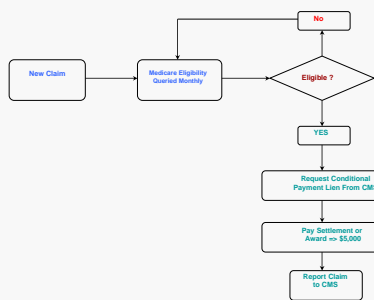 No
New Claim
Medicare Eligibility
Queried Monthly
Eligible ?
YES
Request Conditional
Payment Lien From CMS
Pay Settlement or
Award => $5,000
Report Claim
to CMS